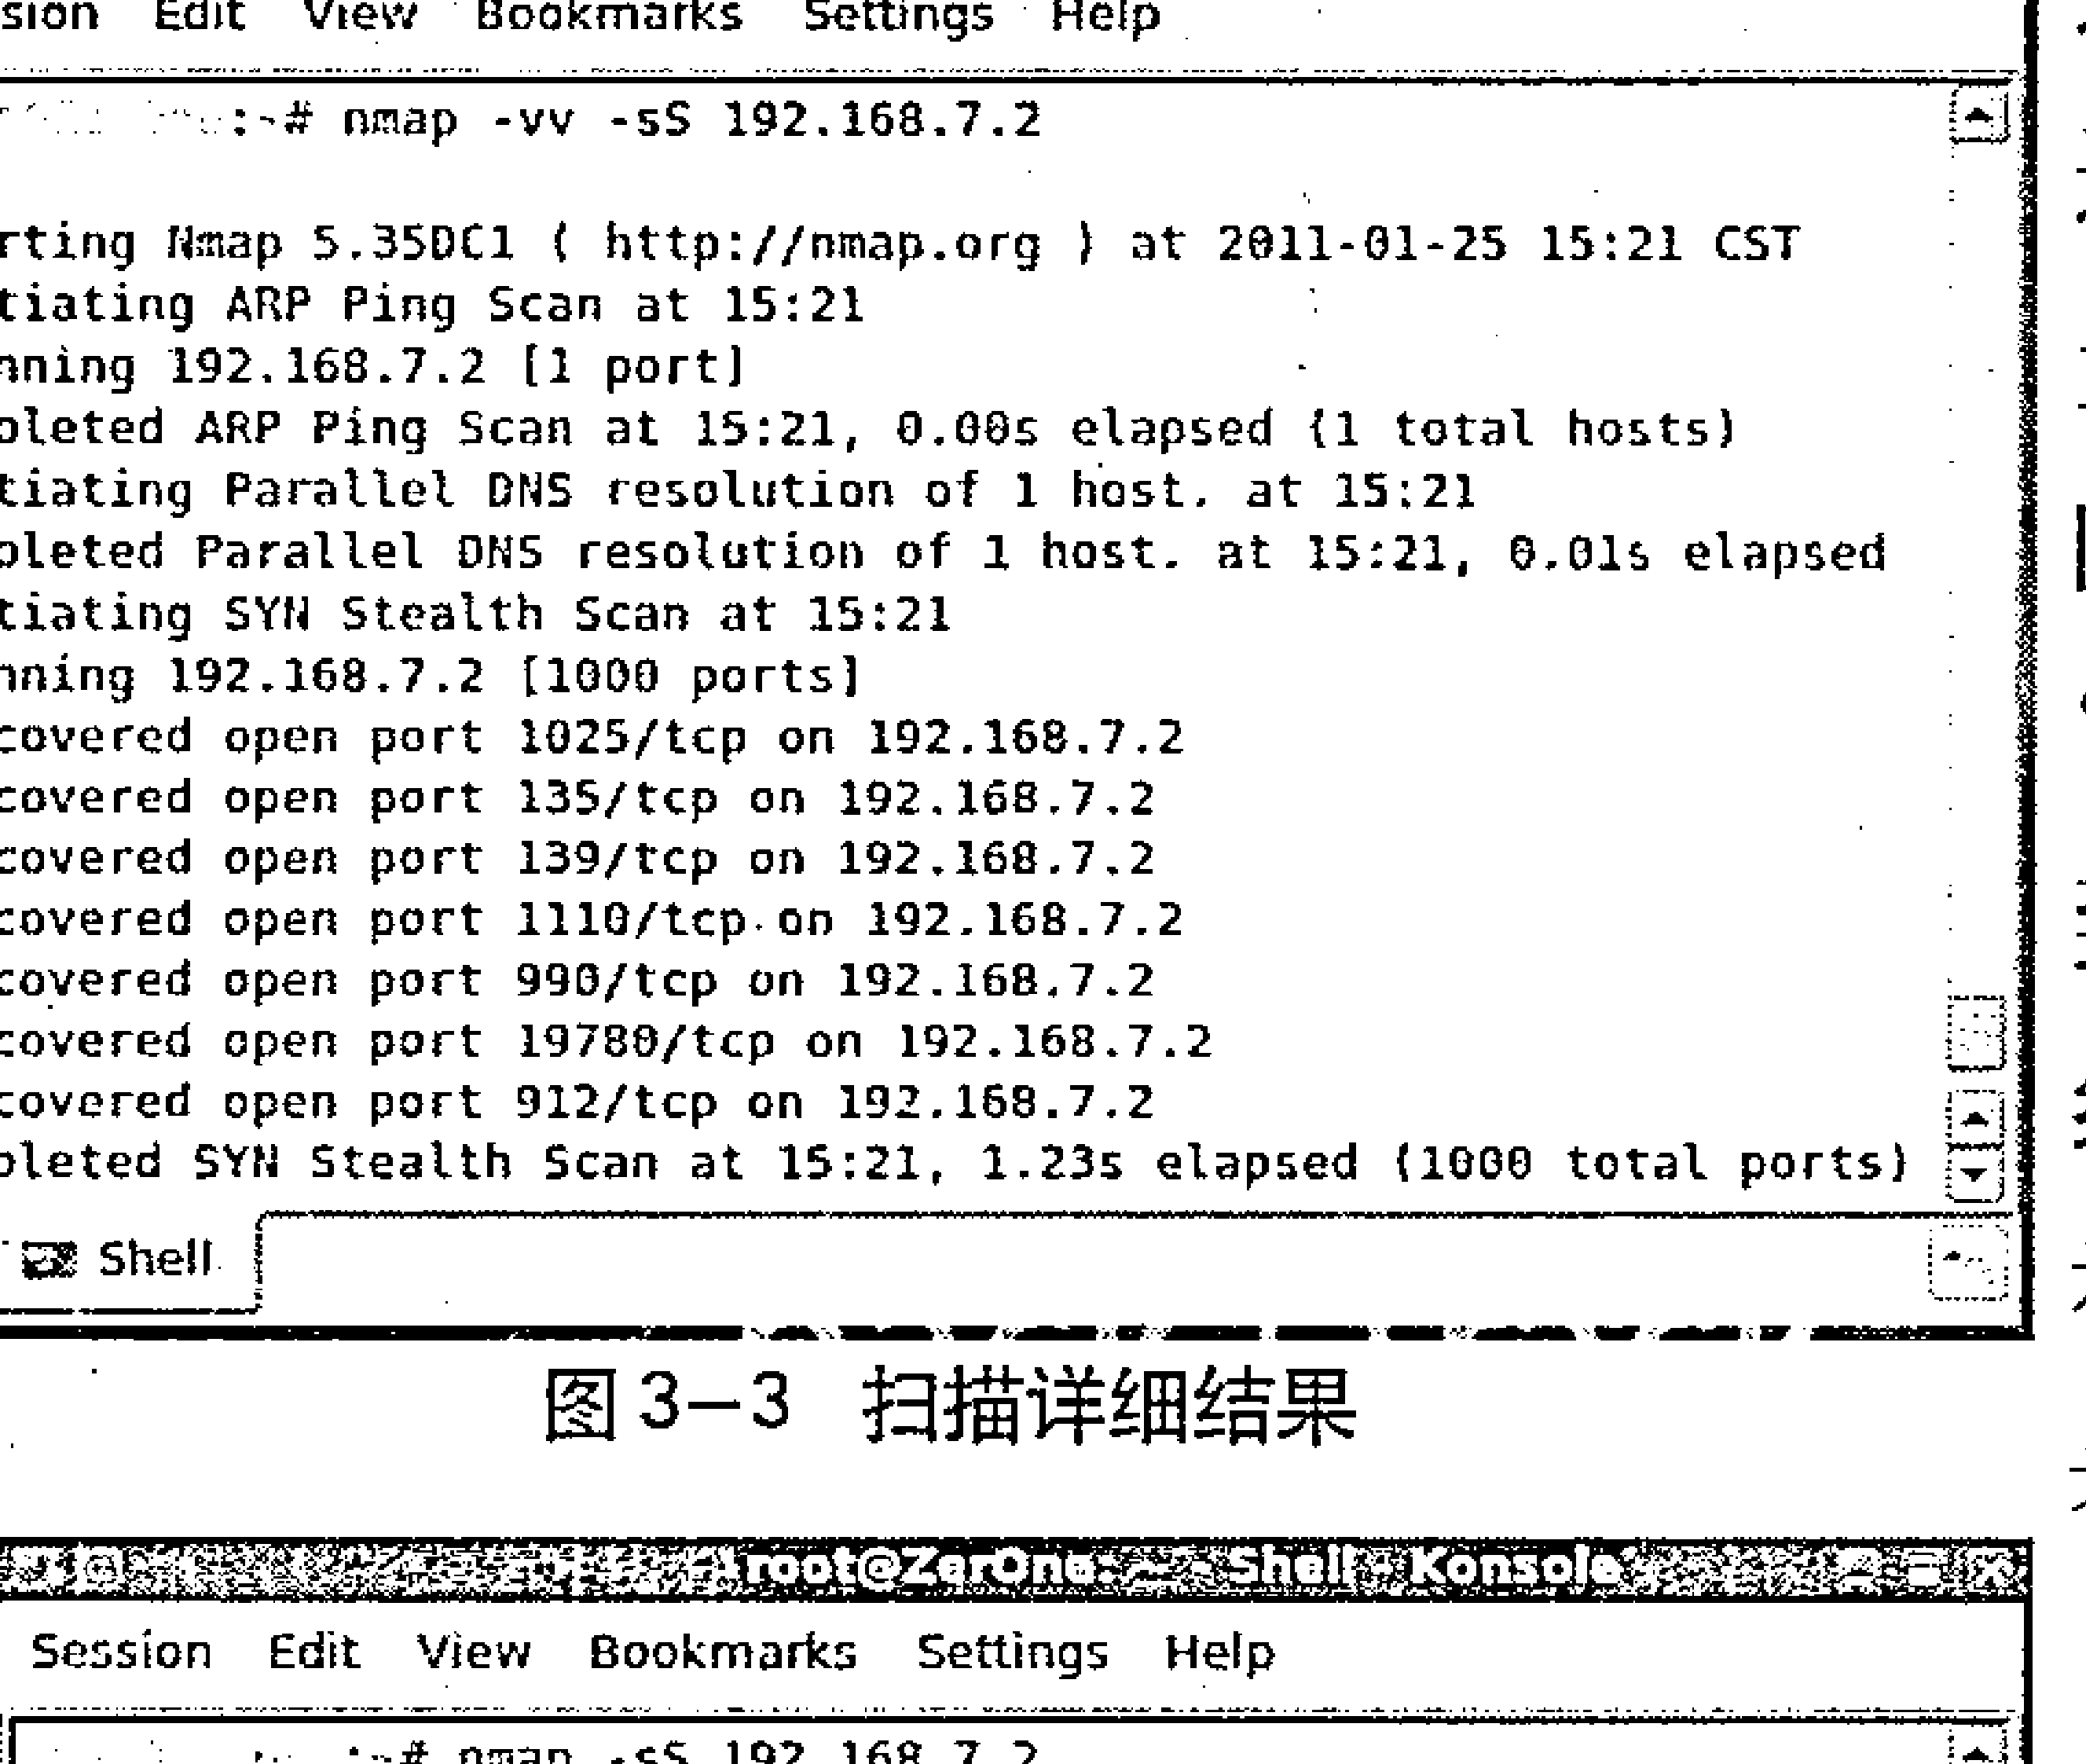 sion Edit View Bookmarks Settings Help
:~# nmap -vv -sS 192.168.7.2
rting Nmap 5.35DC1 ( http://nmap.org ) at 2011-01-25 15:21 CST
tiating ARP Ping Scan at 15:21
nning 192.168.7.2 [1 port]
pleted ARP Ping Scan at 15:21, 0.00s elapsed (1 total hosts)
tiating Parallel DNS resolution of 1 host. at 15:21
pleted Parallel DNS resolution of 1 host. at 15:21, 0.01s elapsed
tiating SYN Stealth Scan at 15:21
nning 192.168.7.2 [1000 ports]
covered open port 1025/tcp on 192.168.7.2
covered open port 135/tcp on 192.168.7.2
covered open port 139/tcp on 192.168.7.2
covered open port 1110/tcp on 192.168.7.2
covered open port 990/tcp on 192.168.7.2
covered open port 19780/tcp on 192.168.7.2
covered open port 912/tcp on 192.168.7.2
pleted SYN Stealth Scan at 15:21, 1.23s elapsed (1000 total ports)
Shell
图 3-3 扫描详细结果
root@ZerOne:~ - Shell - Konsole
Session Edit View Bookmarks Settings Help
:~# nmap -sS 192.168.7.2